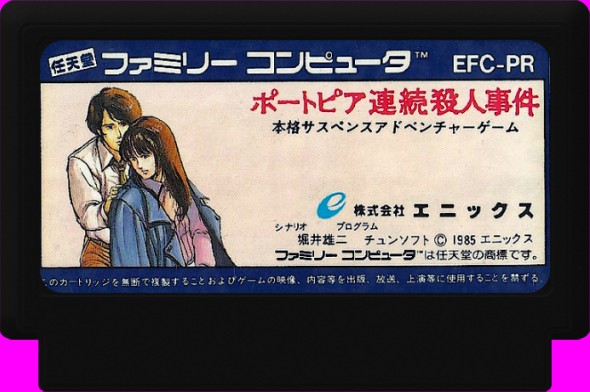 任天堂 ファミリー コンピュータ™ EFC-PR
ポートピア連続殺人事件
本格サスペンスアドベンチャーゲーム
e 株式会社 エニックス
シナリオ プログラム
堀井雄二 チュンソフト © 1985 エニックス
ファミリー コンピュータは任天堂の商標です。
このカートリッジを無断で複製することおよびゲームの映像、内容等を出版、放送、上演等に使用することを禁ずる。